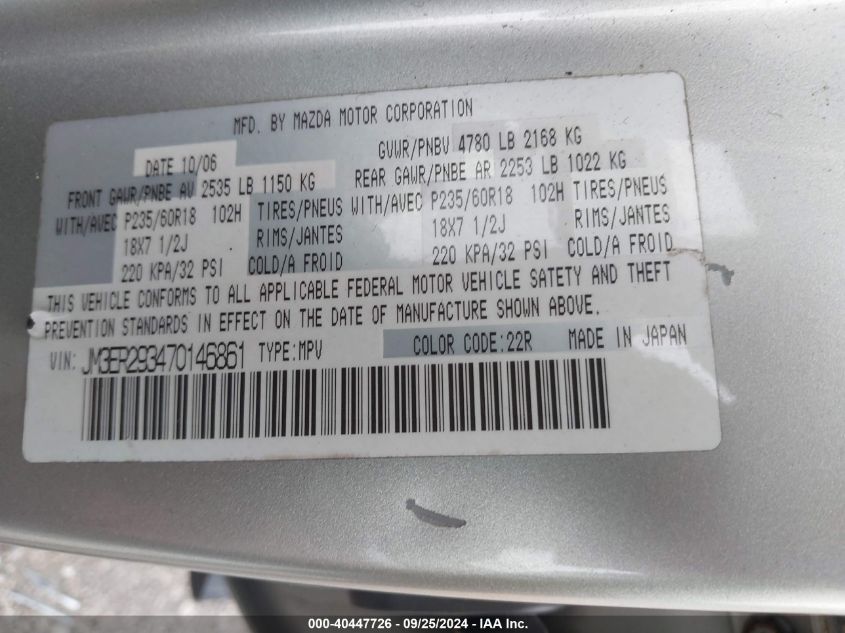 MFD. BY MAZDA MOTOR CORPORATION
DATE 10/06 GVWR/PNBV 4780 LB 2168 KG
FRONT GAWR/PNBE AV 2535 LB 1150 KG REAR GAWR/PNBE AR 2253 LB 1022 KG
WITH/AVEC P235/60R18 102H TIRES/PNEUS WITH/AVEC P235/60R18 102H TIRES/PNEUS
18X7 1/2J RIMS/JANTES 18X7 1/2J RIMS/JANTES
220 KPA/32 PSI COLD/A FROID 220 KPA/32 PSI COLD/A FROID
THIS VEHICLE CONFORMS TO ALL APPLICABLE FEDERAL MOTOR VEHICLE SAFETY AND THEFT
PREVENTION STANDARDS IN EFFECT ON THE DATE OF MANUFACTURE SHOWN ABOVE.
VIN: JM3ER293470146861 TYPE:MPV COLOR CODE:22R MADE IN JAPAN
000-40447726 - 09/25/2024 - IAA Inc.